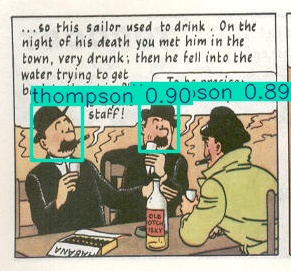 ...so this sailor used to drink. On the
night of his death you met him in the
town, very drunk; then he fell into the
water trying to get
To be precise:
thompson 0.90
son 0.89
staff!
OLD
HABANA